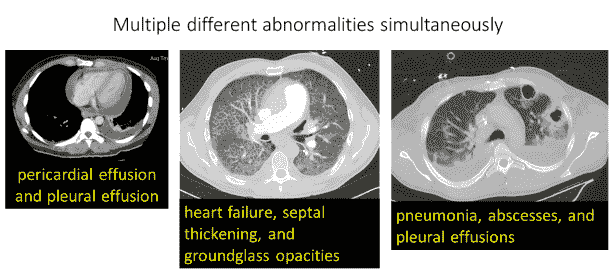 Multiple different abnormalities simultaneously
pericardial effusion
and pleural effusion
heart failure, septal
thickening, and
groundglass opacities
pneumonia, abscesses, and
pleural effusions